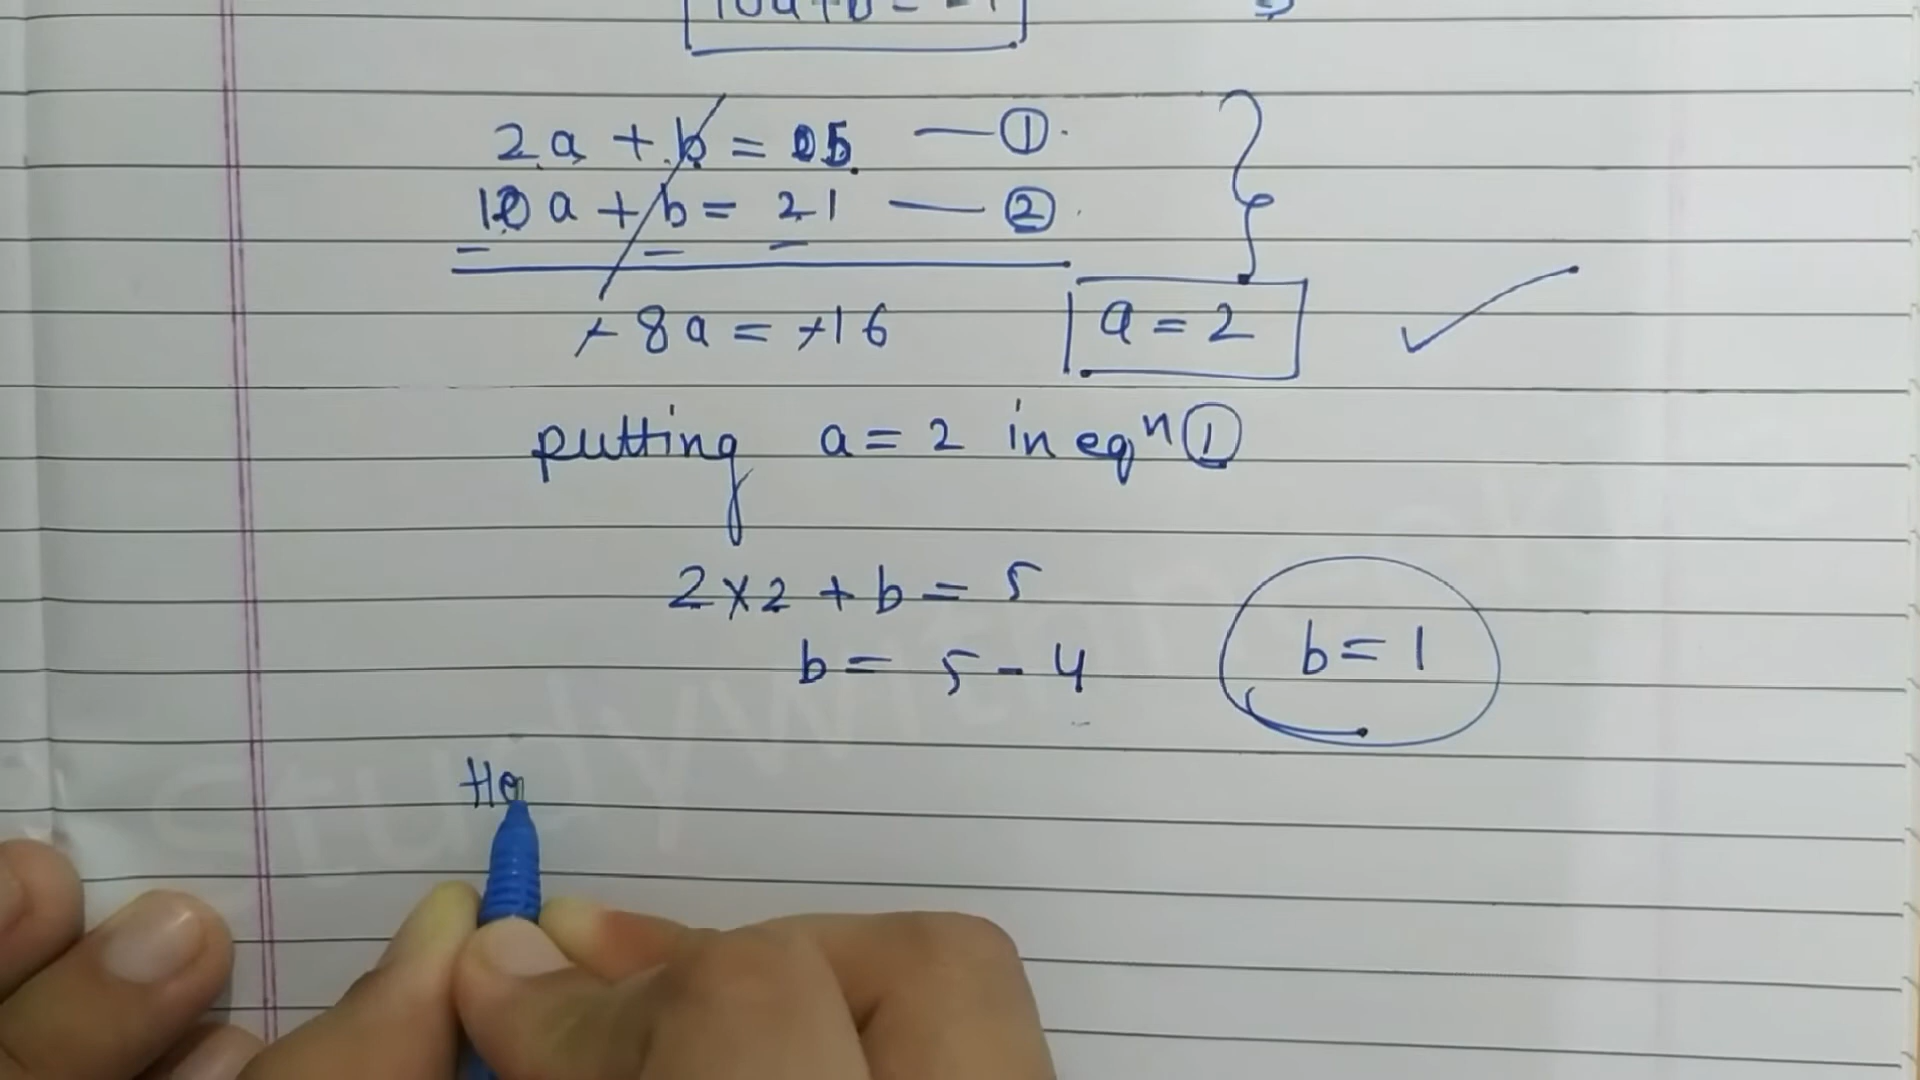 2a + b = 05 — ①
10a + b = 21 — ②
- - -
- 8a = -16
a = 2
putting a = 2 in eqⁿ ①
2×2 + b = 5
b = 5 - 4
b = 1
He